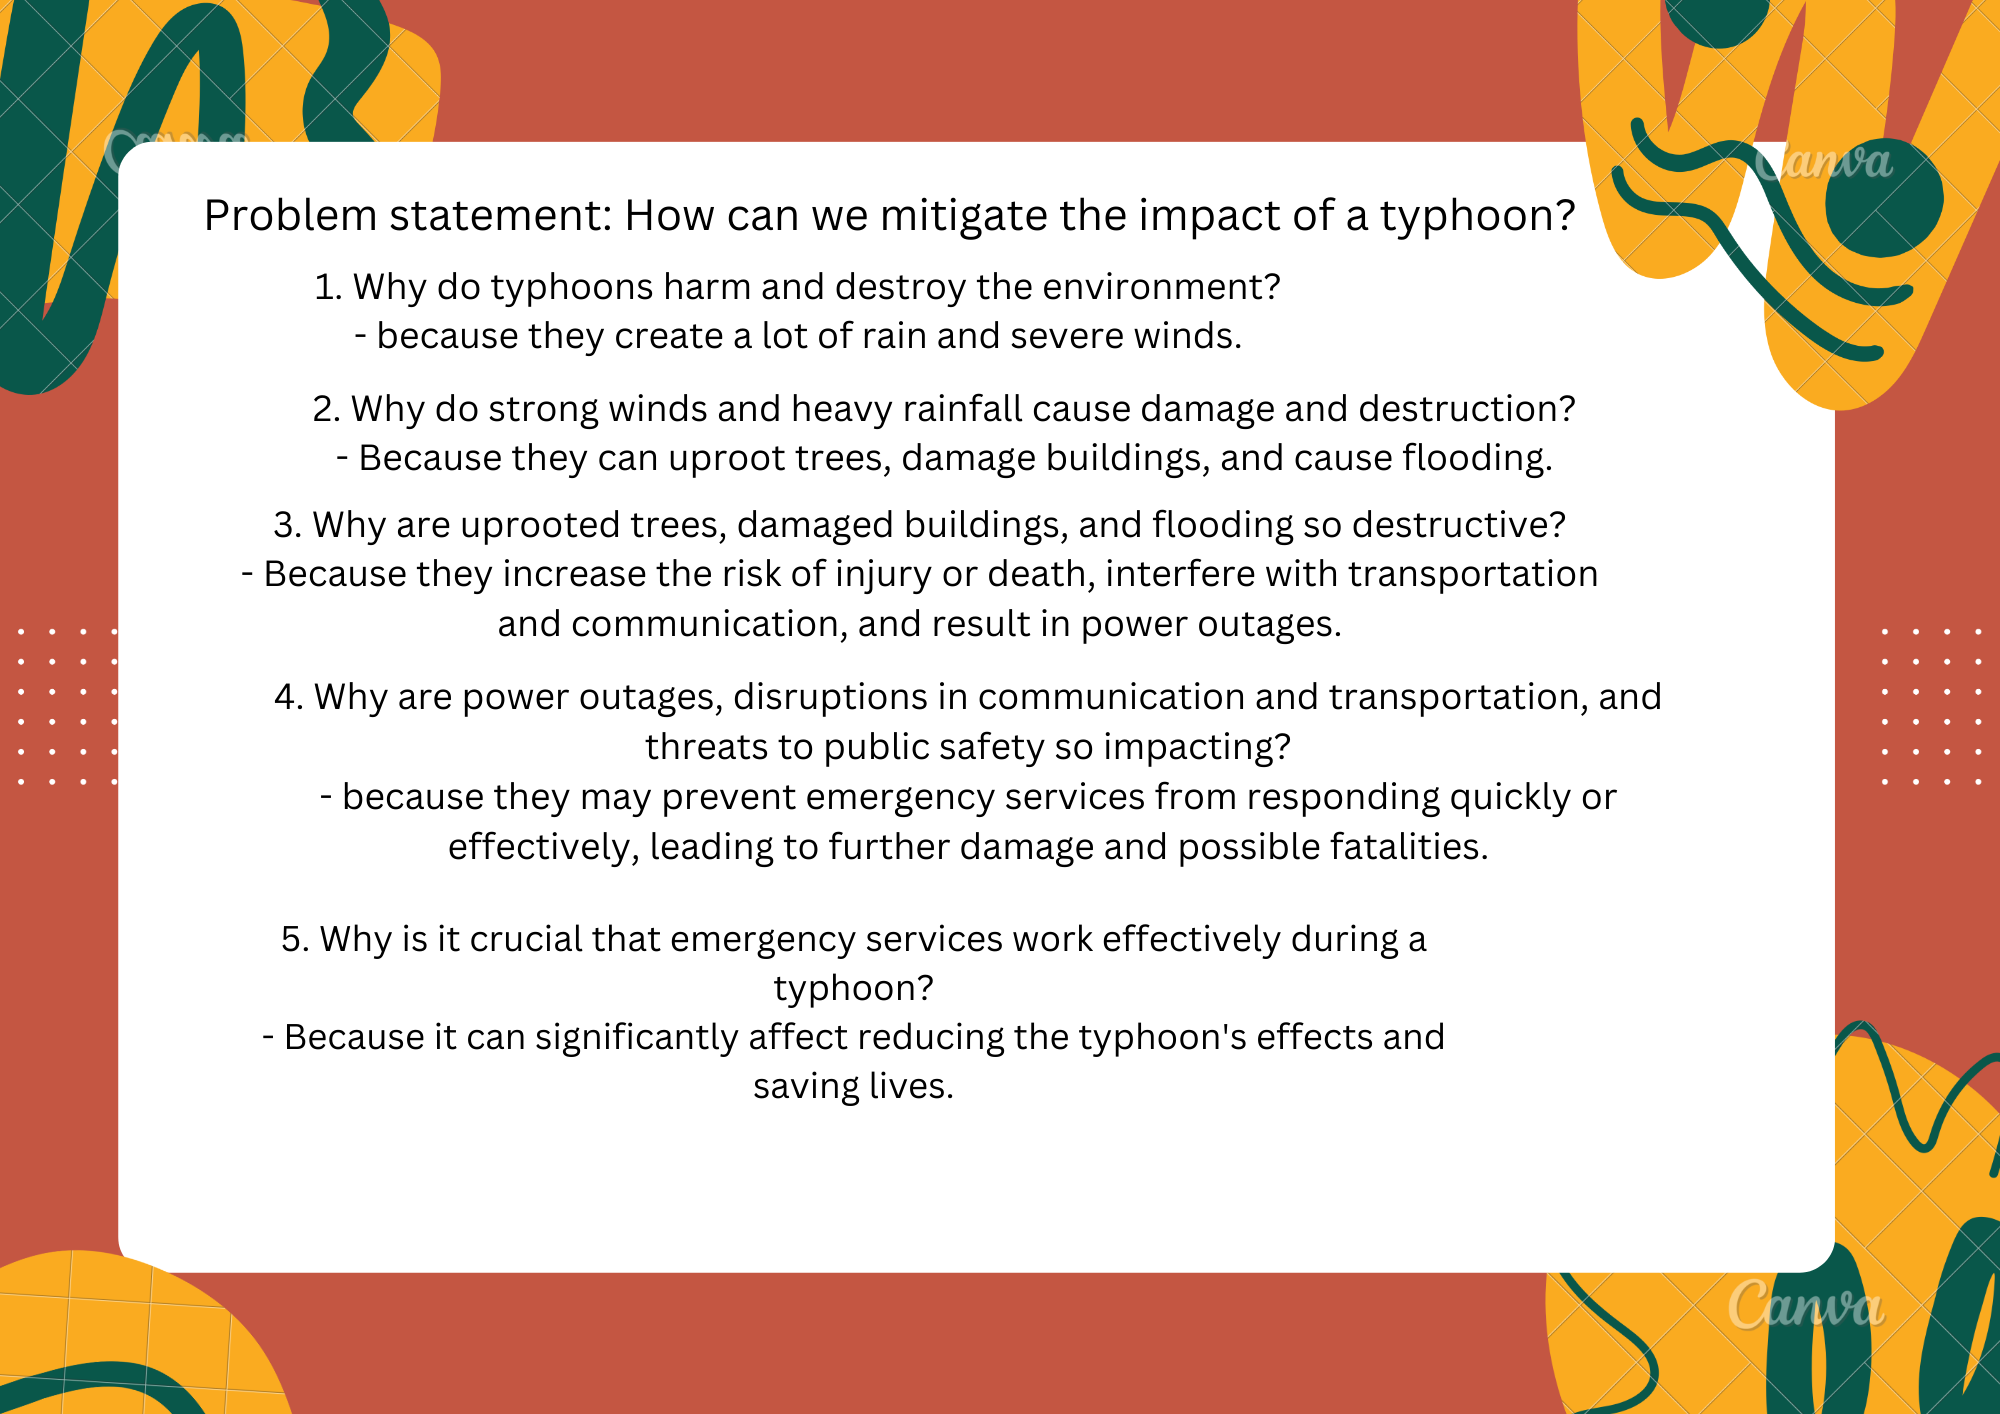 Canva
Canva
Problem statement: How can we mitigate the impact of a typhoon?
1. Why do typhoons harm and destroy the environment?
- because they create a lot of rain and severe winds.
2. Why do strong winds and heavy rainfall cause damage and destruction?
- Because they can uproot trees, damage buildings, and cause flooding.
3. Why are uprooted trees, damaged buildings, and flooding so destructive?
- Because they increase the risk of injury or death, interfere with transportation
and communication, and result in power outages.
4. Why are power outages, disruptions in communication and transportation, and
threats to public safety so impacting?
- because they may prevent emergency services from responding quickly or
effectively, leading to further damage and possible fatalities.
5. Why is it crucial that emergency services work effectively during a
typhoon?
- Because it can significantly affect reducing the typhoon's effects and
saving lives.
Canva